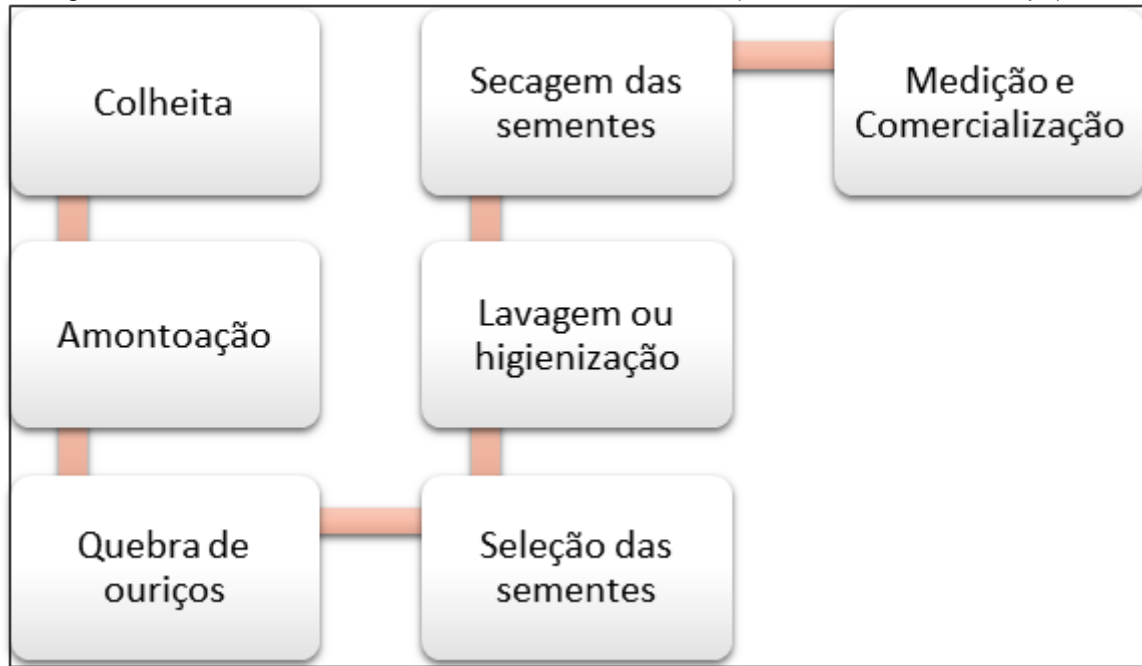 Colheita
Amontoação
Quebra de
ouriços
Seleção das
sementes
Lavagem ou
higienização
Secagem das
sementes
Medição e
Comercialização